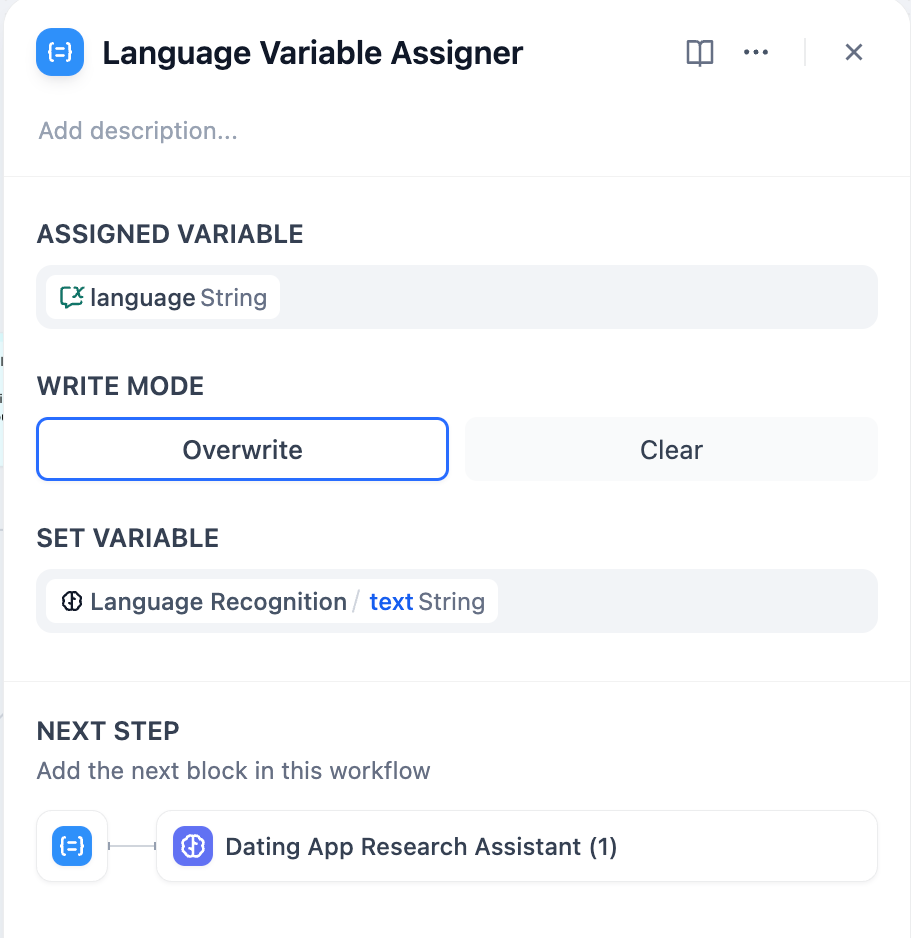 Language Variable Assigner
Add description...
ASSIGNED VARIABLE
language String
WRITE MODE
Overwrite
Clear
SET VARIABLE
Language Recognition / text String
NEXT STEP
Add the next block in this workflow
Dating App Research Assistant (1)